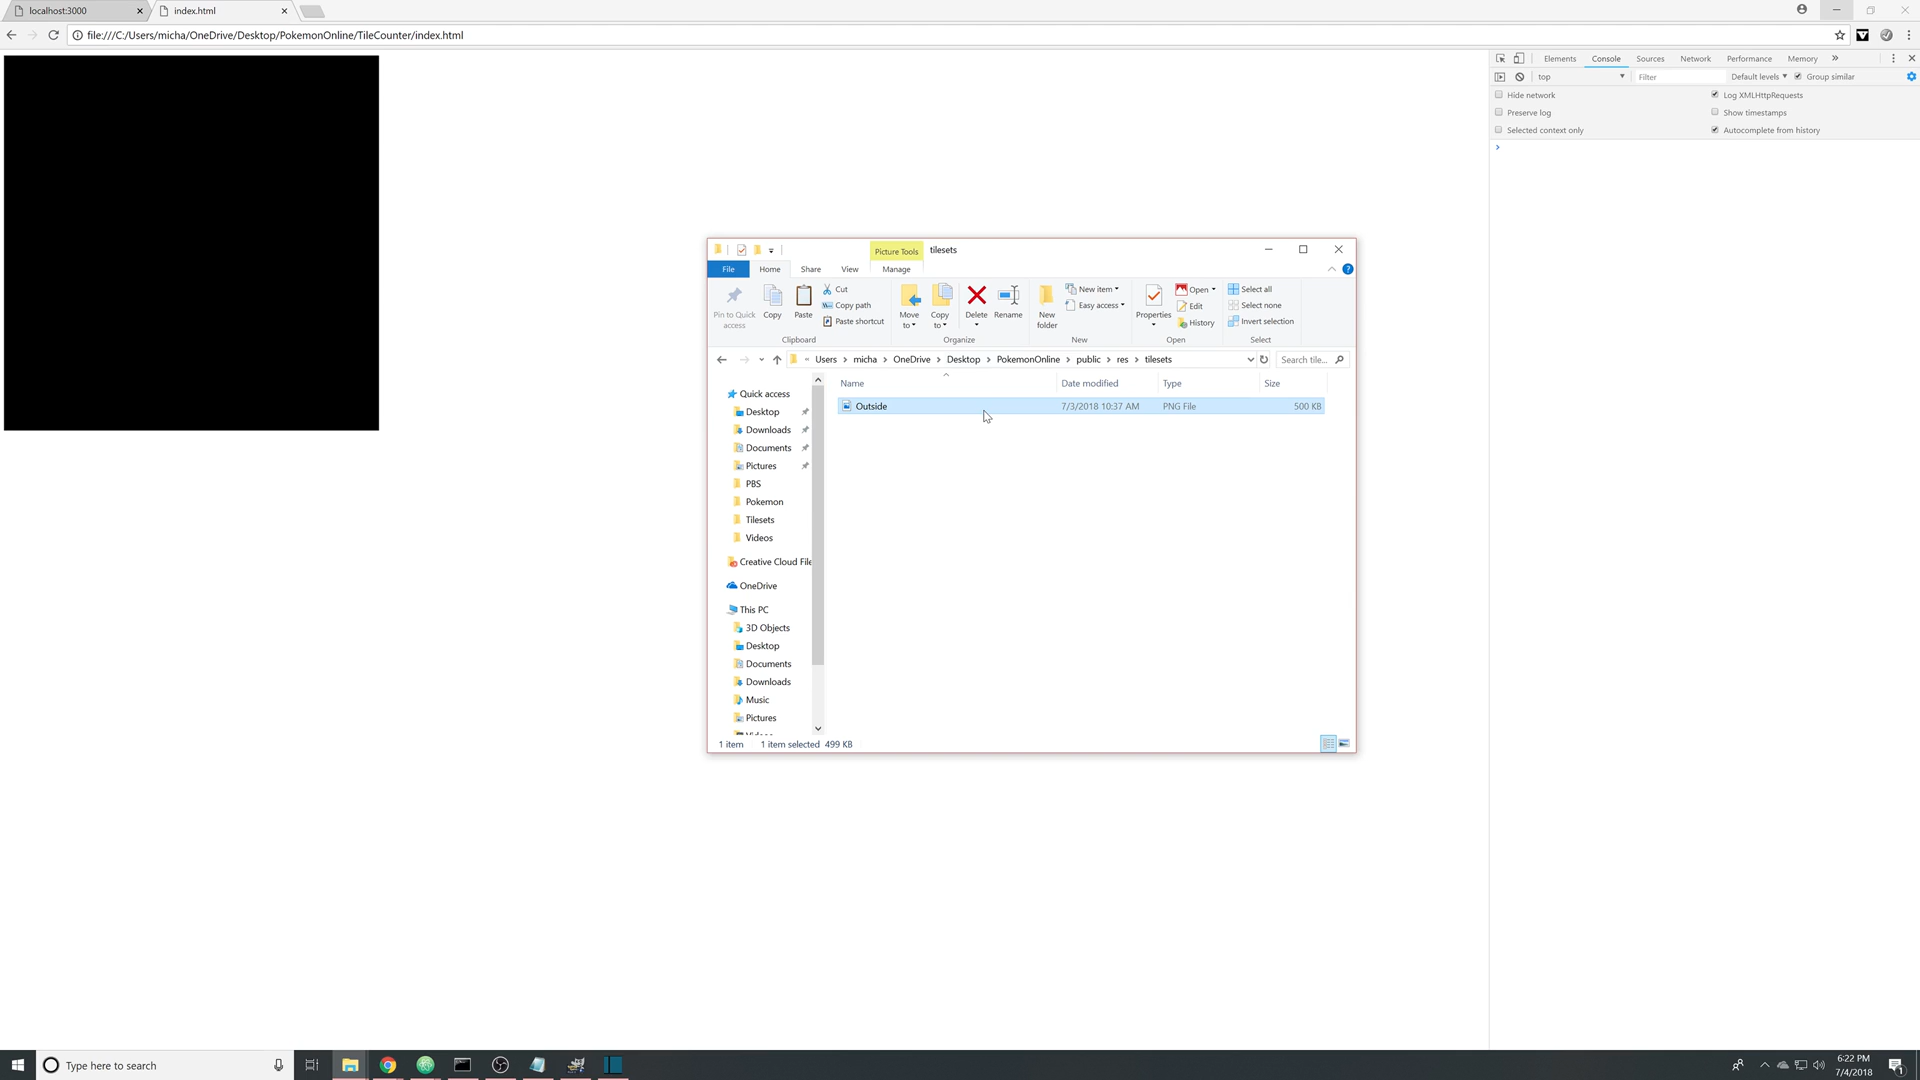 localhost:3000
index.html
file:///C:/Users/micha/OneDrive/Desktop/PokemonOnline/TileCounter/index.html
Elements Console Sources Network Performance Memory »
top Filter Default levels Group similar
Hide network Log XMLHttpRequests
Preserve log Show timestamps
Selected context only Autocomplete from history
Picture Tools tilesets
File Home Share View Manage
Pin to Quick access
Copy
Paste
Cut
Copy path
Paste shortcut
Move to
Copy to
Delete
Rename
New folder
New item
Easy access
Properties
Open
Edit
History
Select all
Select none
Invert selection
Clipboard Organize New Open Select
« Users › micha › OneDrive › Desktop › PokemonOnline › public › res › tilesets
Search tile...
Name Date modified Type Size
Outside 7/3/2018 10:37 AM PNG File 500 KB
Quick access
Desktop
Downloads
Documents
Pictures
PBS
Pokemon
Tilesets
Videos
Creative Cloud File
OneDrive
This PC
3D Objects
Desktop
Documents
Downloads
Music
Pictures
1 item 1 item selected 499 KB
Type here to search
6:22 PM
7/4/2018
1